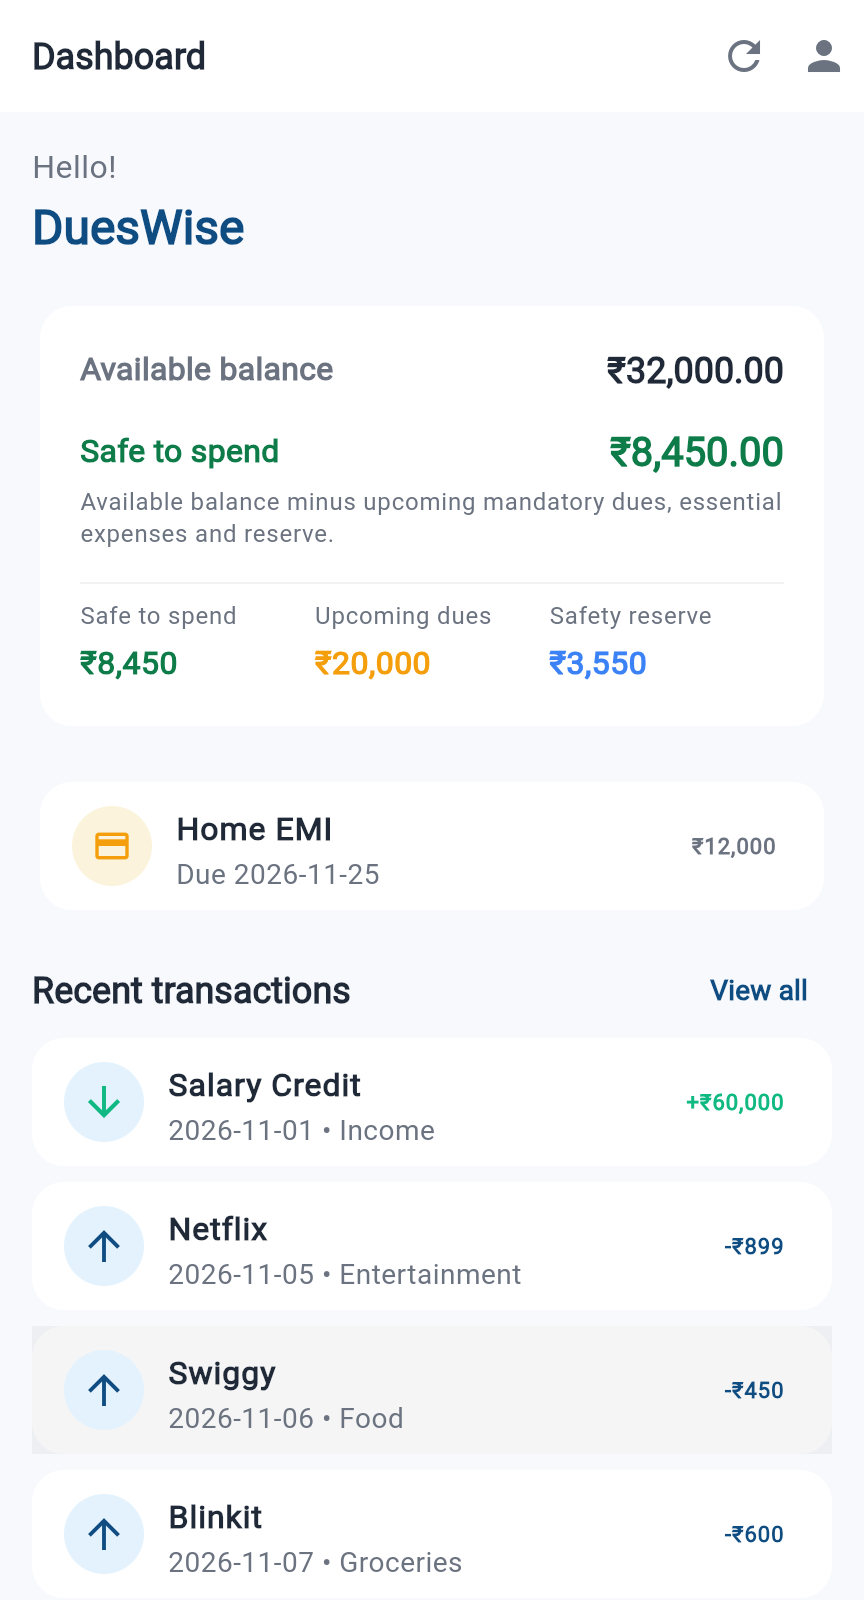 Dashboard
Hello!
DuesWise
Available balance ₹32,000.00
Safe to spend ₹8,450.00
Available balance minus upcoming mandatory dues, essential
expenses and reserve.
Safe to spend Upcoming dues Safety reserve
₹8,450 ₹20,000 ₹3,550
Home EMI
Due 2026-11-25
₹12,000
Recent transactions View all
Salary Credit
2026-11-01 • Income
+₹60,000
Netflix
2026-11-05 • Entertainment
-₹899
Swiggy
2026-11-06 • Food
-₹450
Blinkit
2026-11-07 • Groceries
-₹600